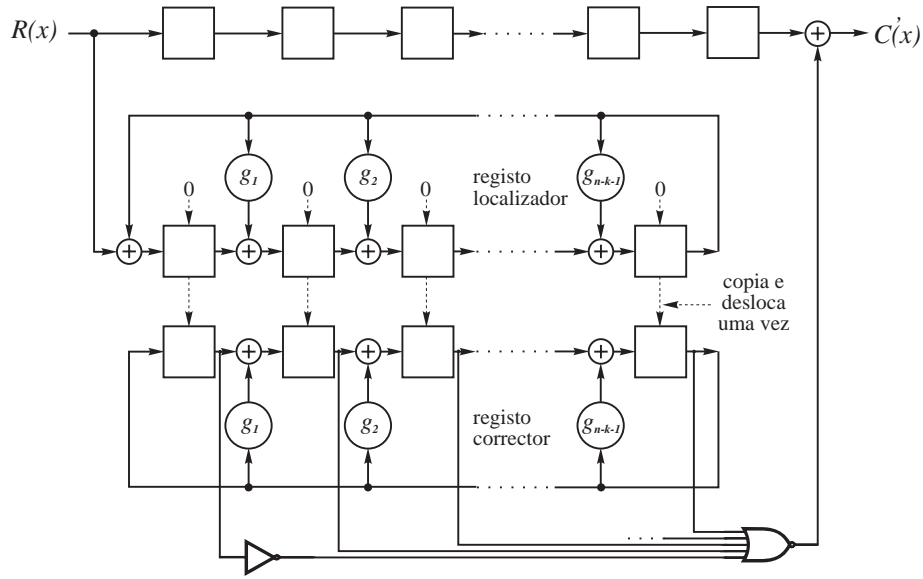 R(x)
C'(x)
g1
g2
gn-k-1
registo
localizador
0
0
0
0
copia e
desloca
uma vez
g1
g2
gn-k-1
registo
corrector